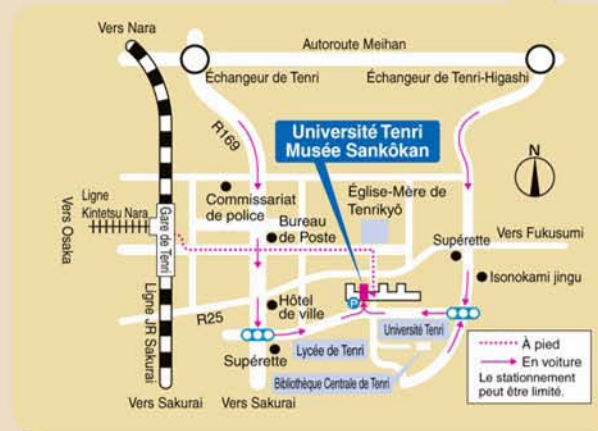 Vers Nara
Autoroute Meihan
Échangeur de Tenri
Échangeur de Tenri-Higashi
R169
Université Tenri
Musée Sankôkan
N
Commissariat
de police
Église-Mère de
Tenrikyô
Ligne
Kintetsu Nara
Vers Osaka
Gare de Tenri
Bureau
de Poste
Supérette
Vers Fukusumi
Isonokami jingu
Ligne JR Sakurai
R25
Hôtel
de ville
P
Université Tenri
Lycée de Tenri
Supérette
Bibliothèque Centrale de Tenri
À pied
En voiture
Le stationnement
peut être limité.
Vers Sakurai
Vers Sakurai